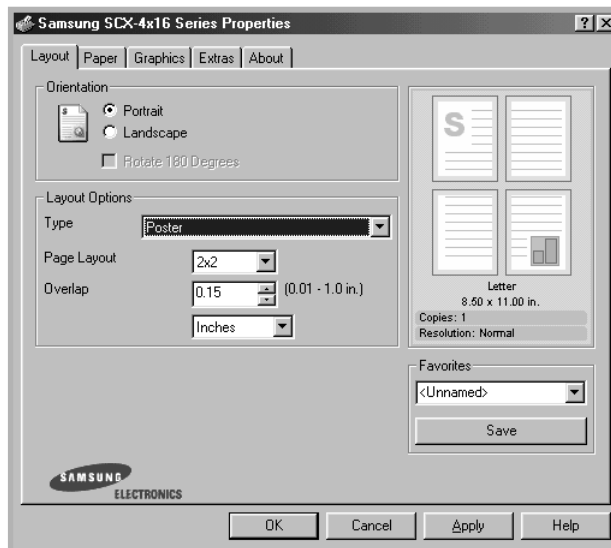 Samsung SCX-4x16 Series Properties
Layout Paper Graphics Extras About
Orientation
Portrait
Landscape
Rotate 180 Degrees
Layout Options
Type Poster
Page Layout 2x2
Overlap 0.15 (0.01 - 1.0 in.)
Inches
S
S
Letter
8.50 x 11.00 in.
Copies: 1
Resolution: Normal
Favorites
<Unnamed>
Save
SAMSUNG
ELECTRONICS
OK Cancel Apply Help